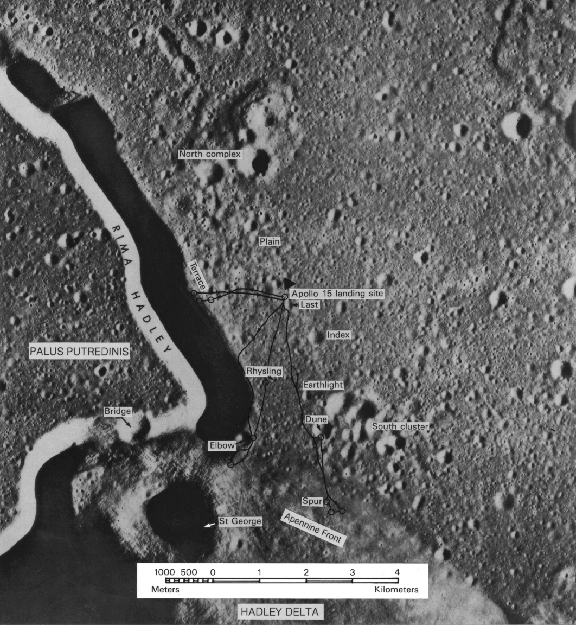 North complex
Plain
RIMA HADLEY
Terrace
Apollo 15 landing site
Last
Index
PALUS PUTREDINIS
Rhysling
Earthlight
Bridge
Dune
South cluster
Elbow
Spur
St George
Apennine Front
1000 500 0 1 2 3 4
Meters Kilometers
HADLEY DELTA